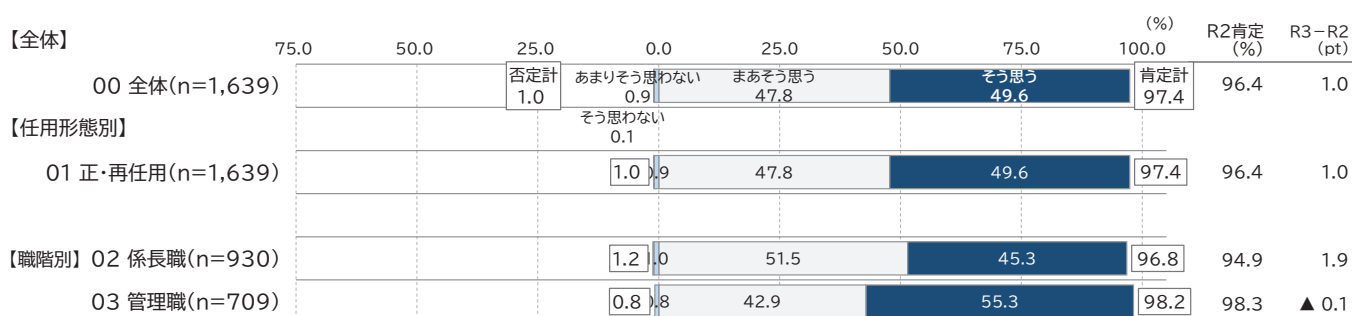 (%)
【全体】 75.0 50.0 25.0 0.0 25.0 50.0 75.0 100.0 R2肯定(%) R3−R2(pt)
否定計 あまりそう思わない まあそう思う そう思う 肯定計
00 全体(n=1,639) 1.0 0.9 47.8 49.6 97.4 96.4 1.0
そう思わない
【任用形態別】 0.1
01 正・再任用(n=1,639) 1.0 0.9 47.8 49.6 97.4 96.4 1.0
【職階別】 02 係長職(n=930) 1.2 1.0 51.5 45.3 96.8 94.9 1.9
03 管理職(n=709) 0.8 0.8 42.9 55.3 98.2 98.3 ▲ 0.1